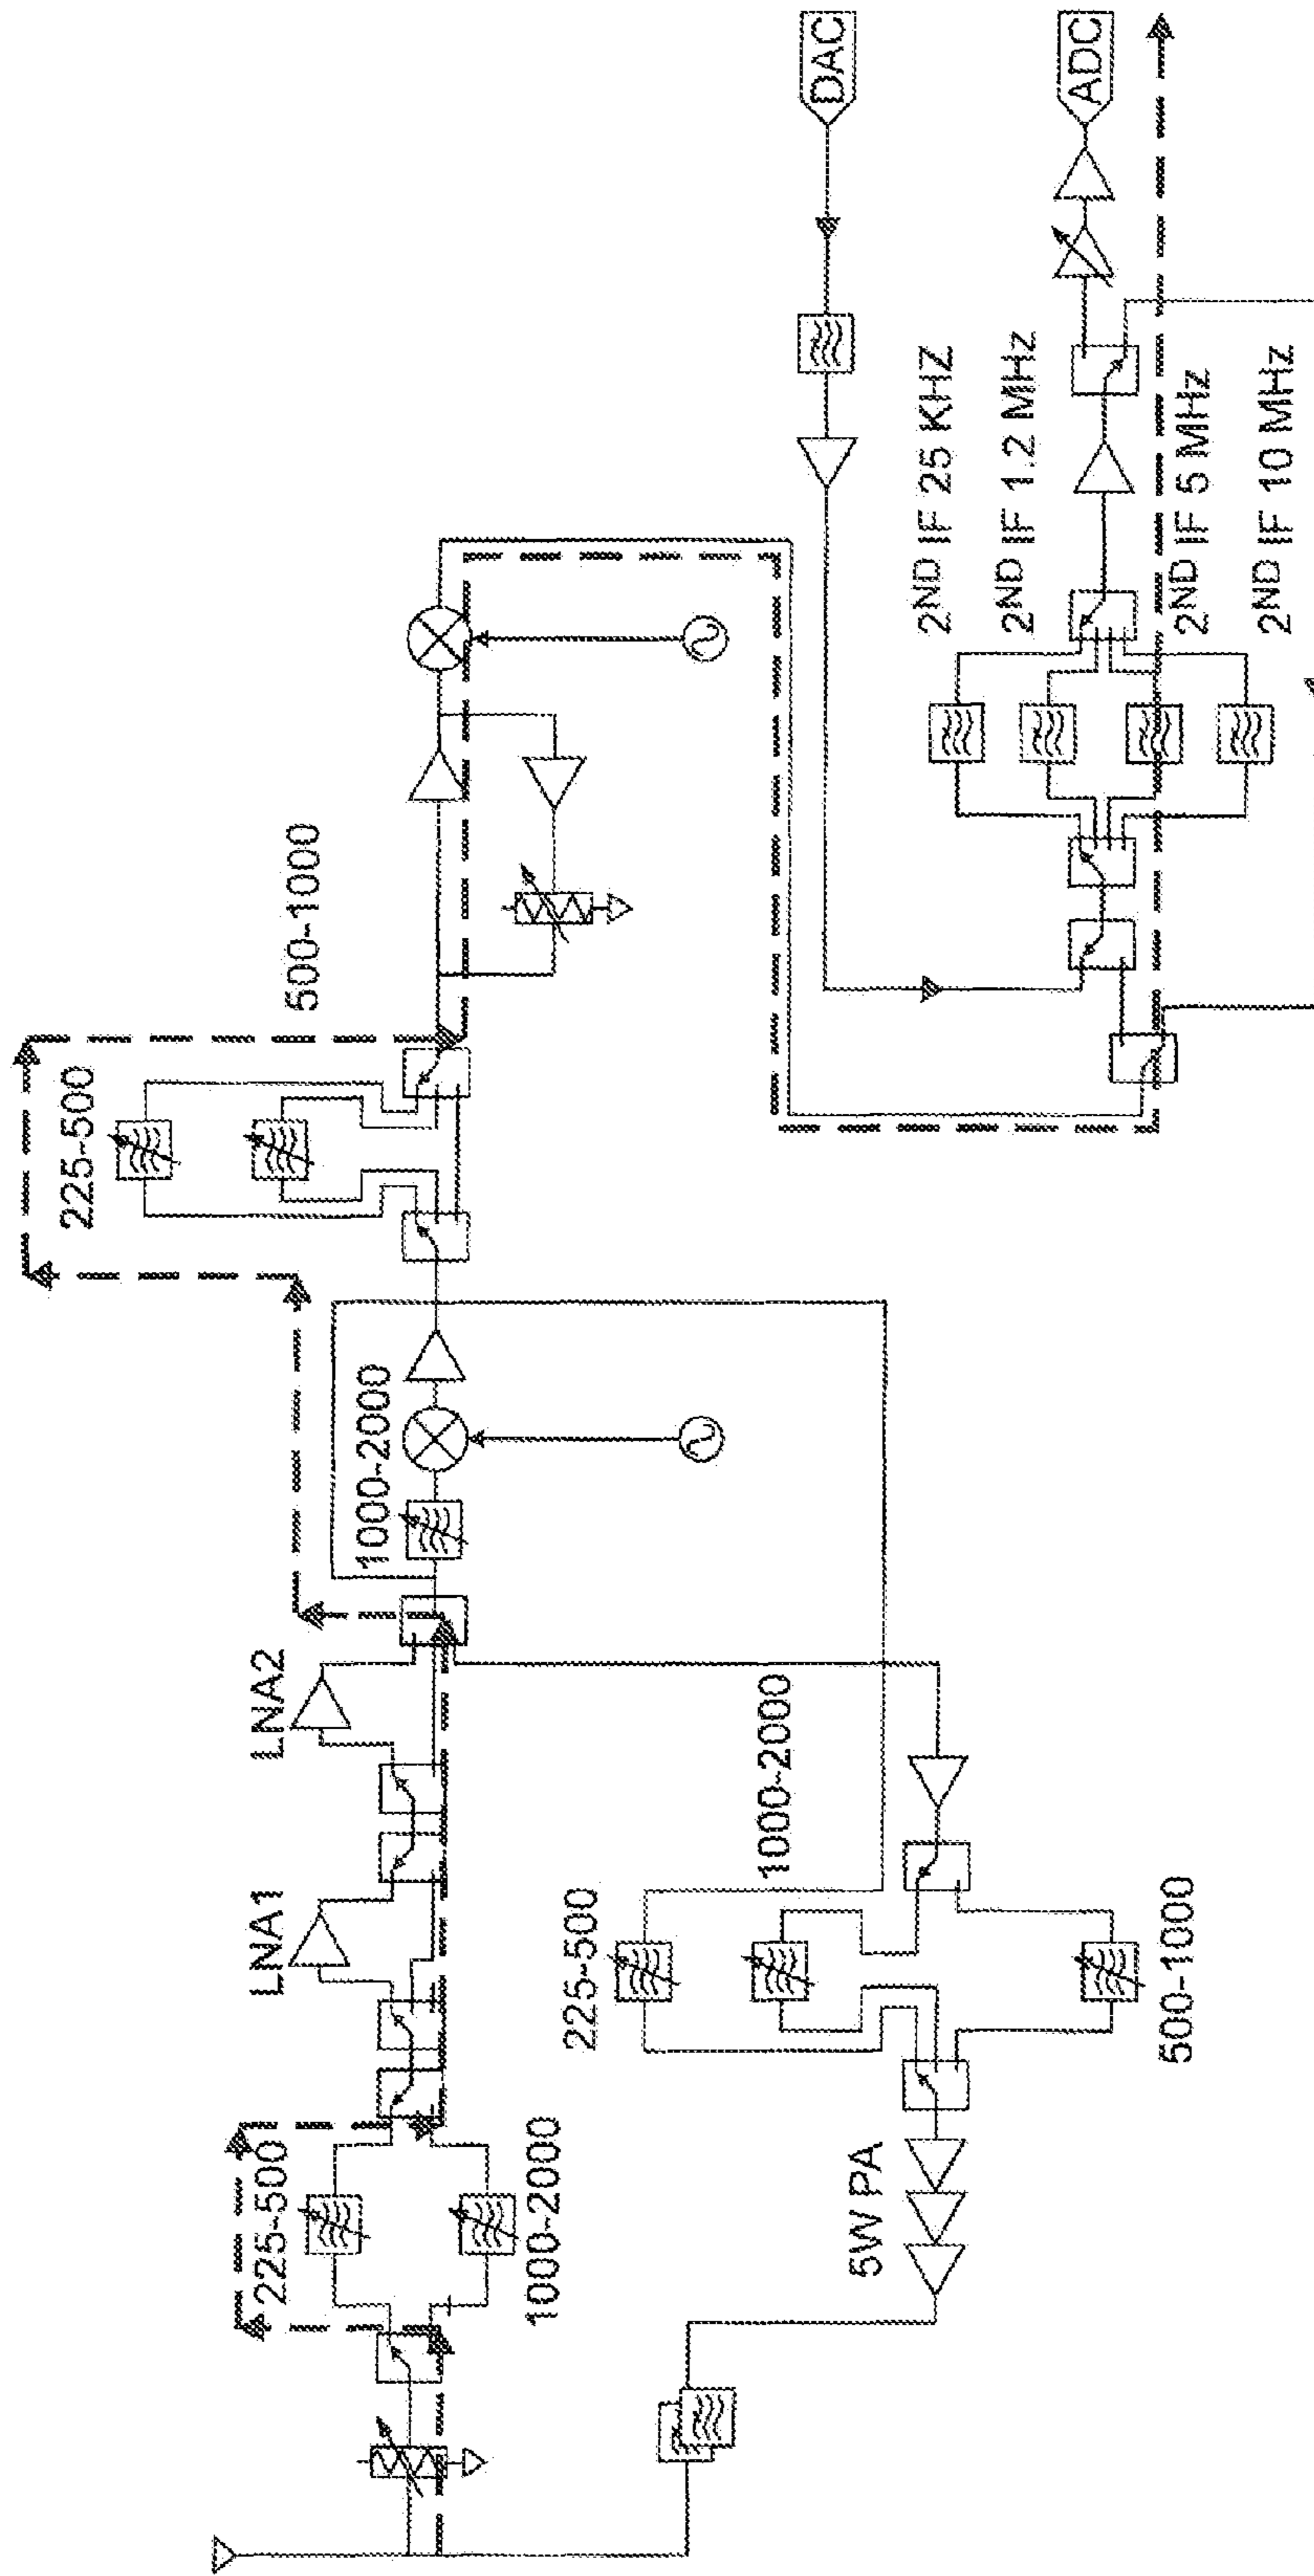 225-500
1000-2000
LNA1
LNA2
1000-2000
225-500
500-1000
5W PA
225-500
1000-2000
500-1000
DAC
ADC
2ND IF 25 KHZ
2ND IF 1.2 MHz
2ND IF 5 MHz
2ND IF 10 MHz